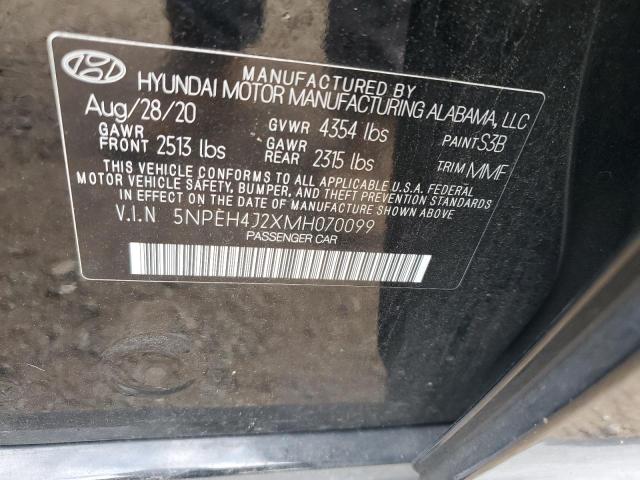 MANUFACTURED BY
HYUNDAI MOTOR MANUFACTURING ALABAMA, LLC
Aug/28/20 GVWR 4354 lbs PAINT S3B
GAWR FRONT 2513 lbs GAWR REAR 2315 lbs TRIM MMF
THIS VEHICLE CONFORMS TO ALL APPLICABLE U.S.A. FEDERAL
MOTOR VEHICLE SAFETY, BUMPER, AND THEFT PREVENTION STANDARDS
IN EFFECT ON THE DATE OF MANUFACTURE SHOWN ABOVE.
V.I.N 5NPEH4J2XMH070099
PASSENGER CAR